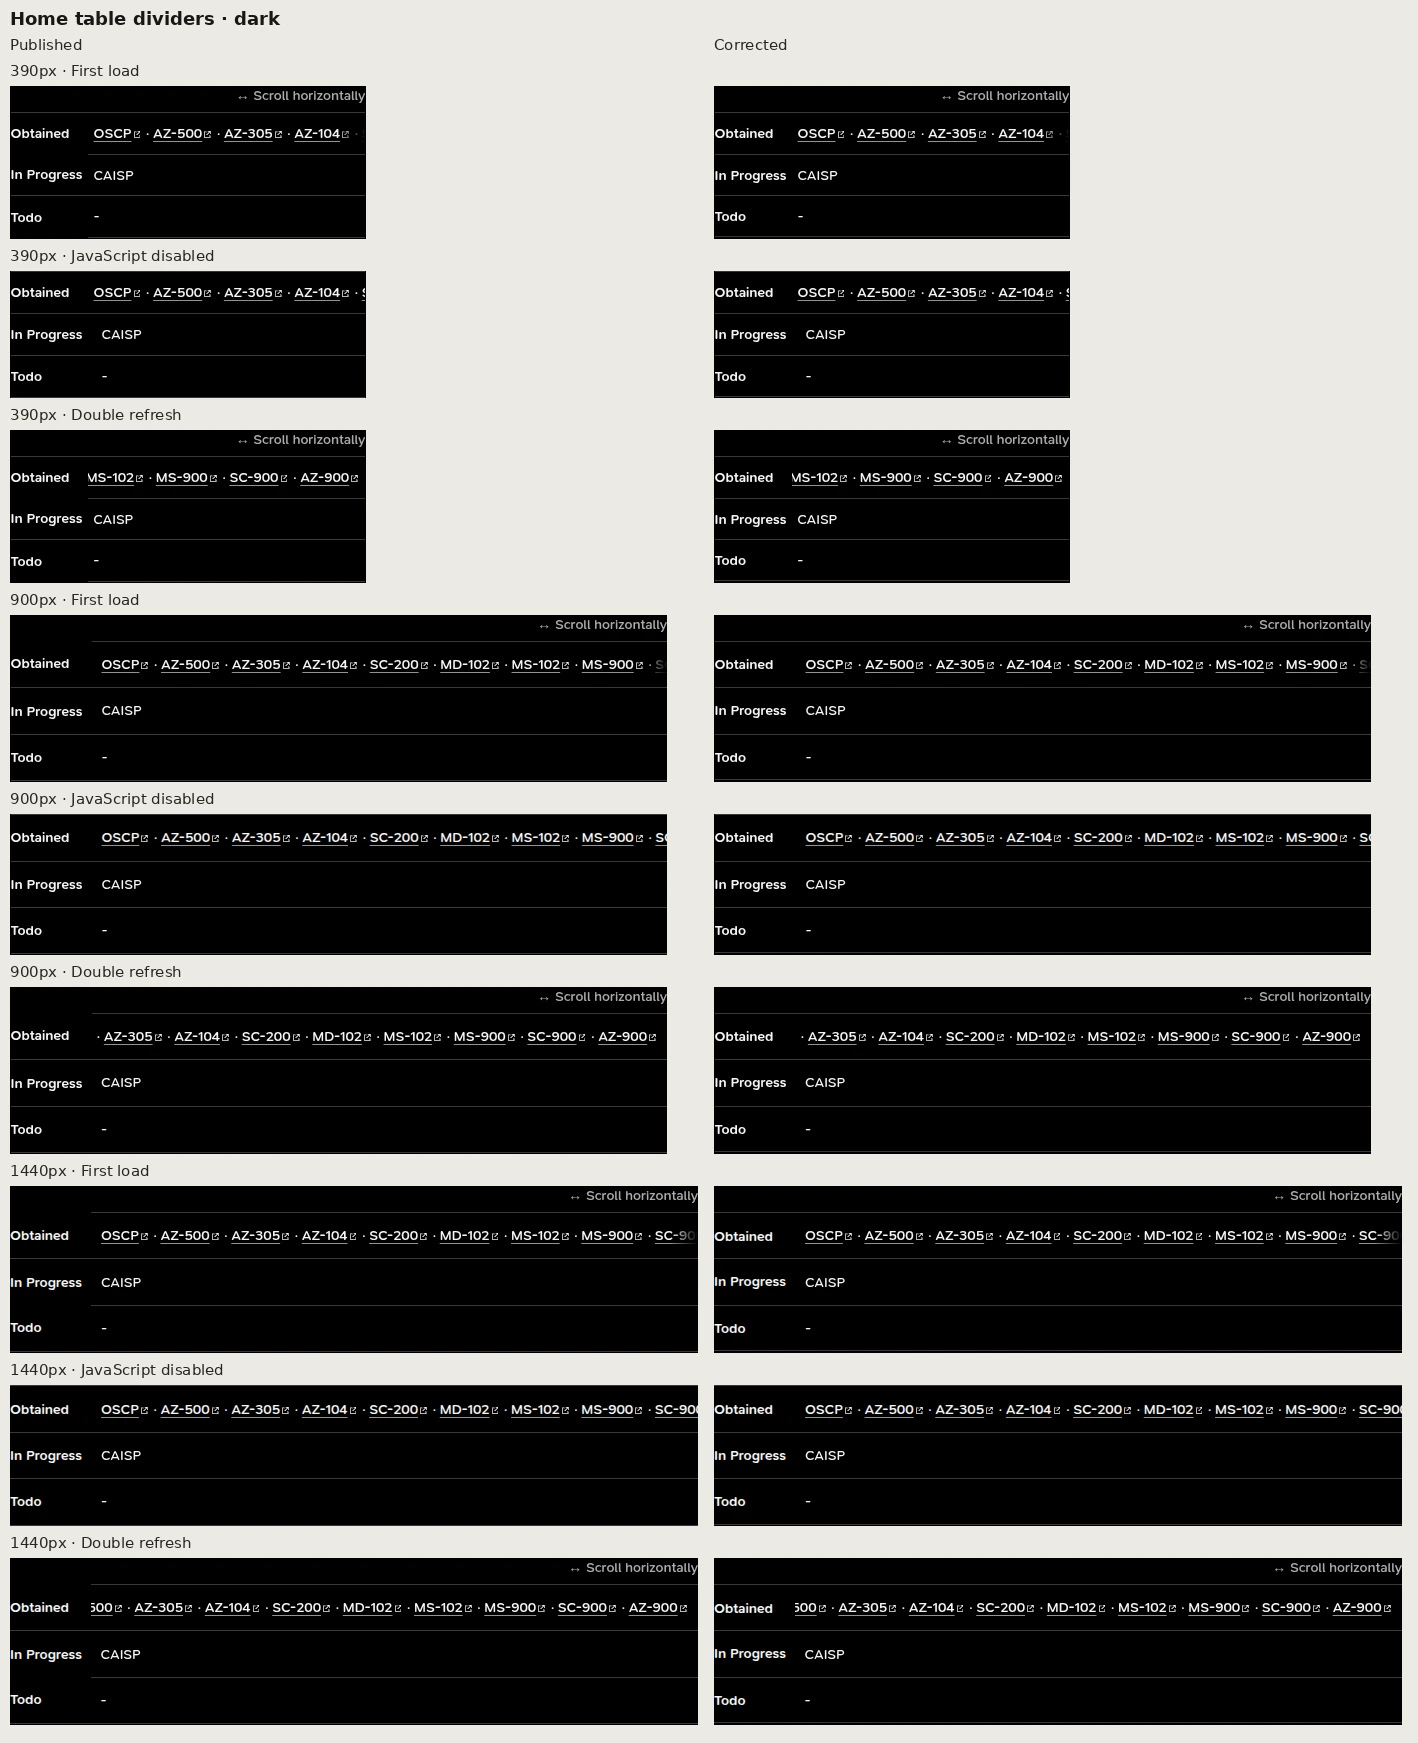 Home table dividers · dark
Published Corrected
390px · First load
↔ Scroll horizontally ↔ Scroll horizontally
Obtained OSCP · AZ-500 · AZ-305 · AZ-104 · Obtained OSCP · AZ-500 · AZ-305 · AZ-104 ·
In Progress CAISP In Progress CAISP
Todo - Todo -
390px · JavaScript disabled
Obtained OSCP · AZ-500 · AZ-305 · AZ-104 · S Obtained OSCP · AZ-500 · AZ-305 · AZ-104 · S
In Progress CAISP In Progress CAISP
Todo - Todo -
390px · Double refresh
↔ Scroll horizontally ↔ Scroll horizontally
Obtained MS-102 · MS-900 · SC-900 · AZ-900 Obtained MS-102 · MS-900 · SC-900 · AZ-900
In Progress CAISP In Progress CAISP
Todo - Todo -
900px · First load
↔ Scroll horizontally ↔ Scroll horizontally
Obtained OSCP · AZ-500 · AZ-305 · AZ-104 · SC-200 · MD-102 · MS-102 · MS-900 · S Obtained OSCP · AZ-500 · AZ-305 · AZ-104 · SC-200 · MD-102 · MS-102 · MS-900 · S
In Progress CAISP In Progress CAISP
Todo - Todo -
900px · JavaScript disabled
Obtained OSCP · AZ-500 · AZ-305 · AZ-104 · SC-200 · MD-102 · MS-102 · MS-900 · SC Obtained OSCP · AZ-500 · AZ-305 · AZ-104 · SC-200 · MD-102 · MS-102 · MS-900 · SC
In Progress CAISP In Progress CAISP
Todo - Todo -
900px · Double refresh
↔ Scroll horizontally ↔ Scroll horizontally
Obtained · AZ-305 · AZ-104 · SC-200 · MD-102 · MS-102 · MS-900 · SC-900 · AZ-900 Obtained · AZ-305 · AZ-104 · SC-200 · MD-102 · MS-102 · MS-900 · SC-900 · AZ-900
In Progress CAISP In Progress CAISP
Todo - Todo -
1440px · First load
↔ Scroll horizontally ↔ Scroll horizontally
Obtained OSCP · AZ-500 · AZ-305 · AZ-104 · SC-200 · MD-102 · MS-102 · MS-900 · SC-90 Obtained OSCP · AZ-500 · AZ-305 · AZ-104 · SC-200 · MD-102 · MS-102 · MS-900 · SC-90
In Progress CAISP In Progress CAISP
Todo - Todo -
1440px · JavaScript disabled
Obtained OSCP · AZ-500 · AZ-305 · AZ-104 · SC-200 · MD-102 · MS-102 · MS-900 · SC-900 Obtained OSCP · AZ-500 · AZ-305 · AZ-104 · SC-200 · MD-102 · MS-102 · MS-900 · SC-900
In Progress CAISP In Progress CAISP
Todo - Todo -
1440px · Double refresh
↔ Scroll horizontally ↔ Scroll horizontally
Obtained 500 · AZ-305 · AZ-104 · SC-200 · MD-102 · MS-102 · MS-900 · SC-900 · AZ-900 Obtained 500 · AZ-305 · AZ-104 · SC-200 · MD-102 · MS-102 · MS-900 · SC-900 · AZ-900
In Progress CAISP In Progress CAISP
Todo - Todo -